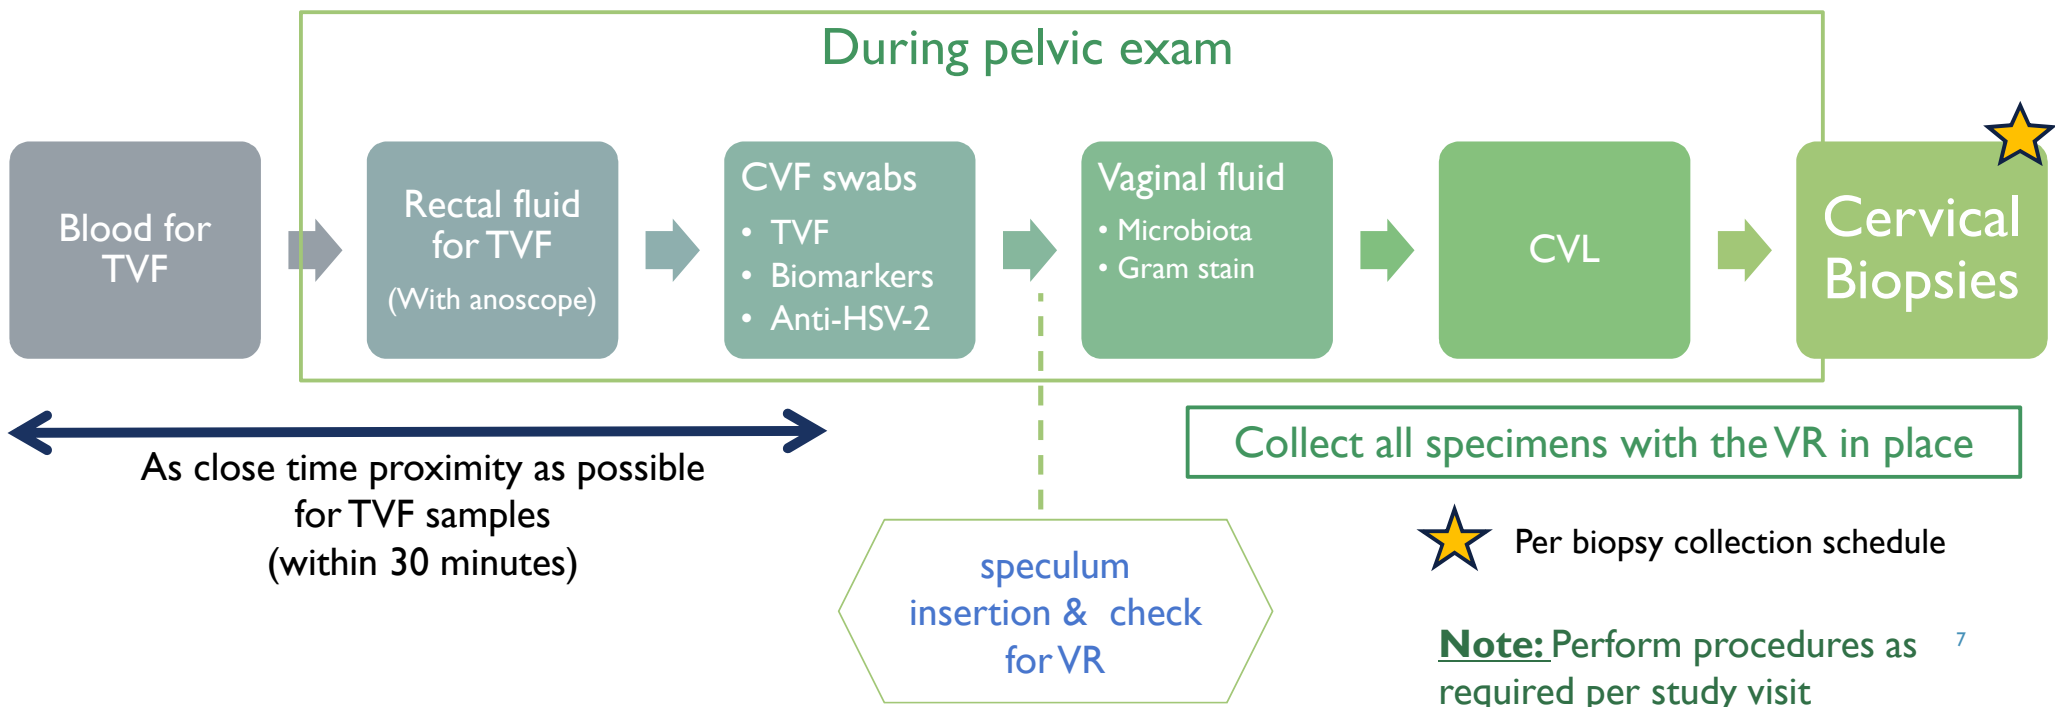 During pelvic exam
Blood for
TVF
Rectal fluid
for TVF
(With anoscope)
CVF swabs
• TVF
• Biomarkers
• Anti-HSV-2
Vaginal fluid
• Microbiota
• Gram stain
CVL
Cervical
Biopsies
As close time proximity as possible
for TVF samples
(within 30 minutes)
speculum
insertion & check
for VR
Collect all specimens with the VR in place
Per biopsy collection schedule
Note: Perform procedures as
required per study visit
7